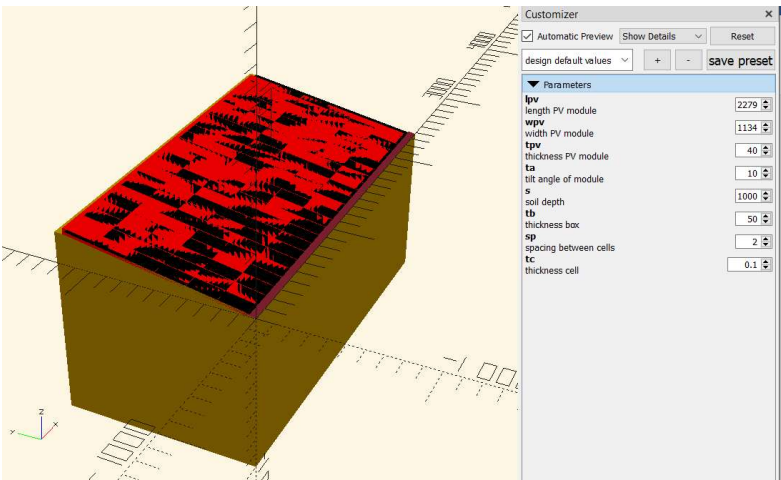 Customizer
Automatic Preview Show Details Reset
design default values + - save preset
Parameters
lpv
length PV module 2279
wpv
width PV module 1134
tpv
thickness PV module 40
ta
tilt angle of module 10
s
soil depth 1000
tb
thickness box 50
sp
spacing between cells 2
tc
thickness cell 0.1
z
y x